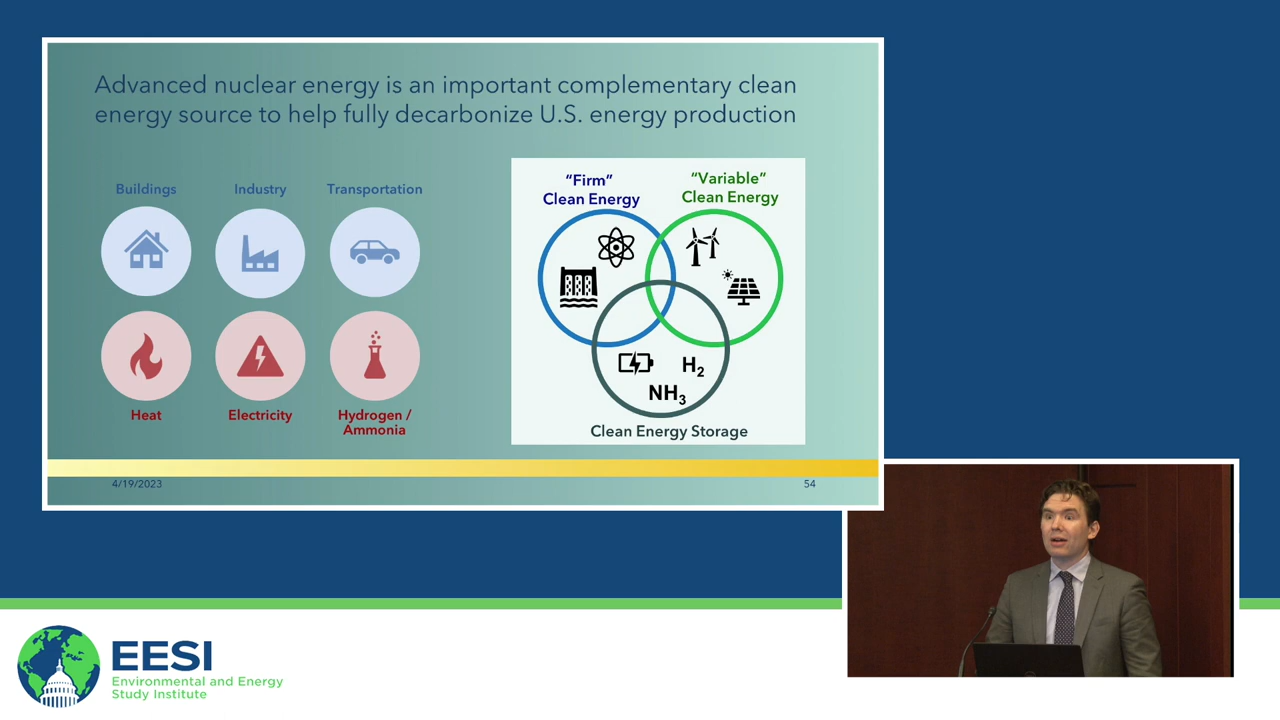 Advanced nuclear energy is an important complementary clean
energy source to help fully decarbonize U.S. energy production
Buildings
Industry
Transportation
Heat
Electricity
Hydrogen /
Ammonia
“Firm”
Clean Energy
“Variable”
Clean Energy
H₂
NH₃
Clean Energy Storage
4/19/2023
54
EESI
Environmental and Energy
Study Institute